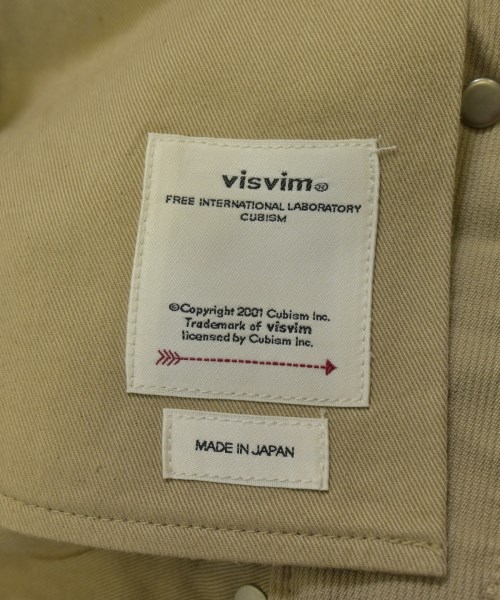 visvim®
FREE INTERNATIONAL LABORATORY
CUBISM
©Copyright 2001 Cubism Inc.
Trademark of visvim
licensed by Cubism Inc.
MADE IN JAPAN